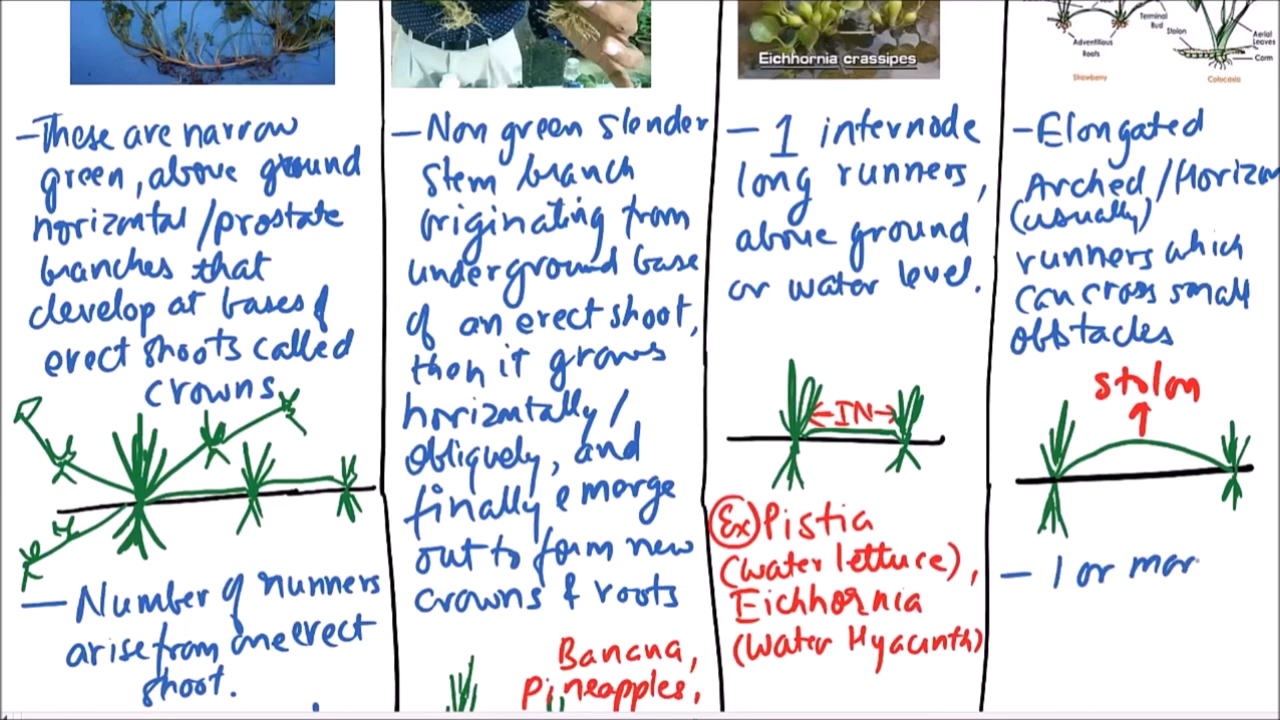 Eichhornia crassipes
Adventitious
Roots
Terminal
Bud
Stolon
Aerial
Leaves
Corm
Strawberry
Colocasia
- These are narrow
green, above ground
horizontal/prostate
branches that
develop at bases of
erect shoots called
crowns
- Number of runners
arise from one erect
shoot.
- Non green slender
stem branch
originating from
underground base
of an erect shoot,
then it grows
horizontally/
obliquely, and
finally emarge
out to form new
crowns & roots
Banana,
Pineapples,
- 1 internode
long runners,
above ground
or water level.
←IN→
Ex Pistia
(water lettuce),
Eichhornia
(Water Hyacinth)
- Elongated
Arched/Horizon
(usually)
runners which
can cross small
obstacles
stolon
- 1 or mor